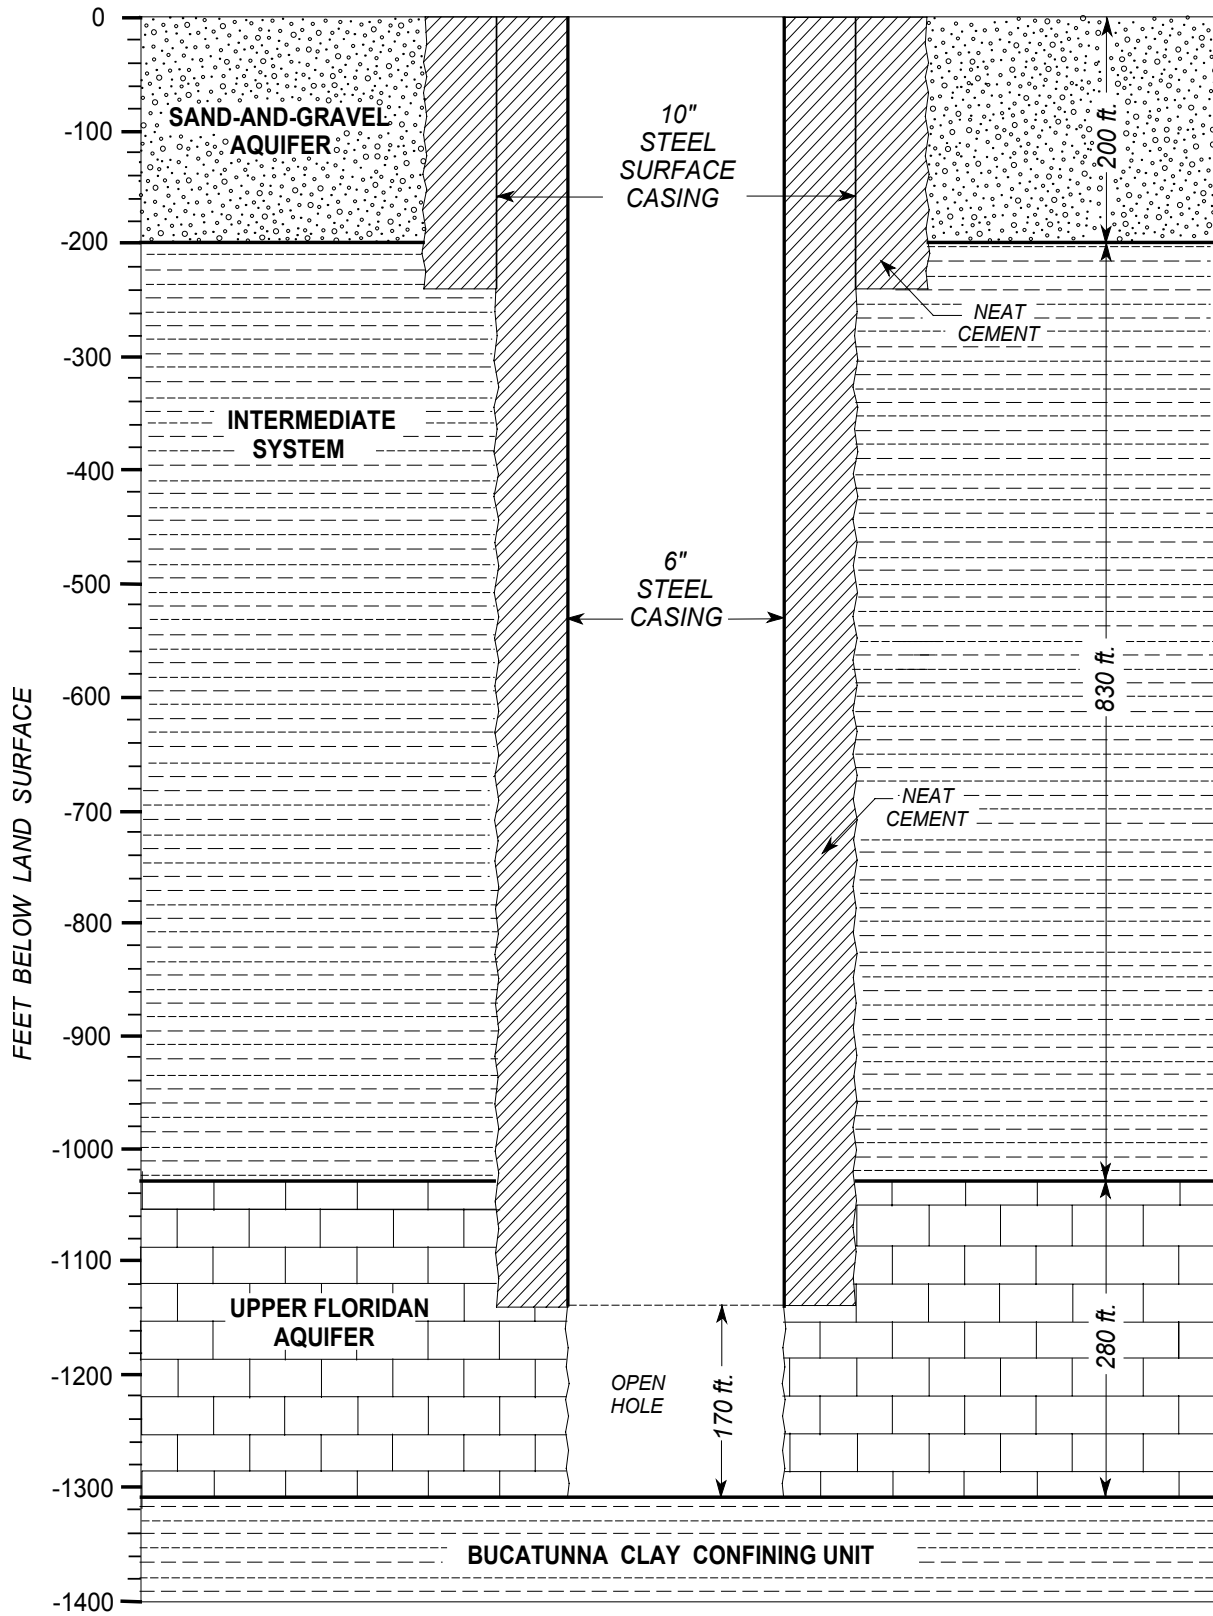 0
-100
-200
-300
-400
-500
-600
-700
-800
-900
-1000
-1100
-1200
-1300
-1400
FEET BELOW LAND SURFACE
SAND-AND-GRAVEL
AQUIFER
10"
STEEL
SURFACE
CASING
200 ft.
NEAT
CEMENT
INTERMEDIATE
SYSTEM
6"
STEEL
CASING
830 ft.
NEAT
CEMENT
UPPER FLORIDAN
AQUIFER
OPEN
HOLE
170 ft.
280 ft.
BUCATUNNA CLAY CONFINING UNIT